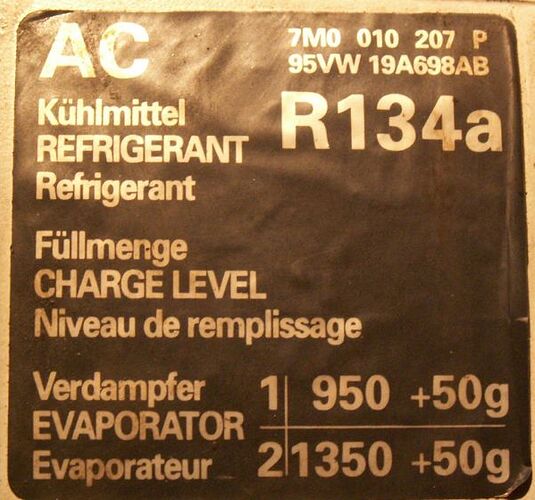 AC
7M0 010 207 P
95VW 19A698AB
Kühlmittel
REFRIGERANT
Refrigerant
R134a
Füllmenge
CHARGE LEVEL
Niveau de remplissage
Verdampfer
EVAPORATOR
Evaporateur
1 950 +50g
2 1350 +50g